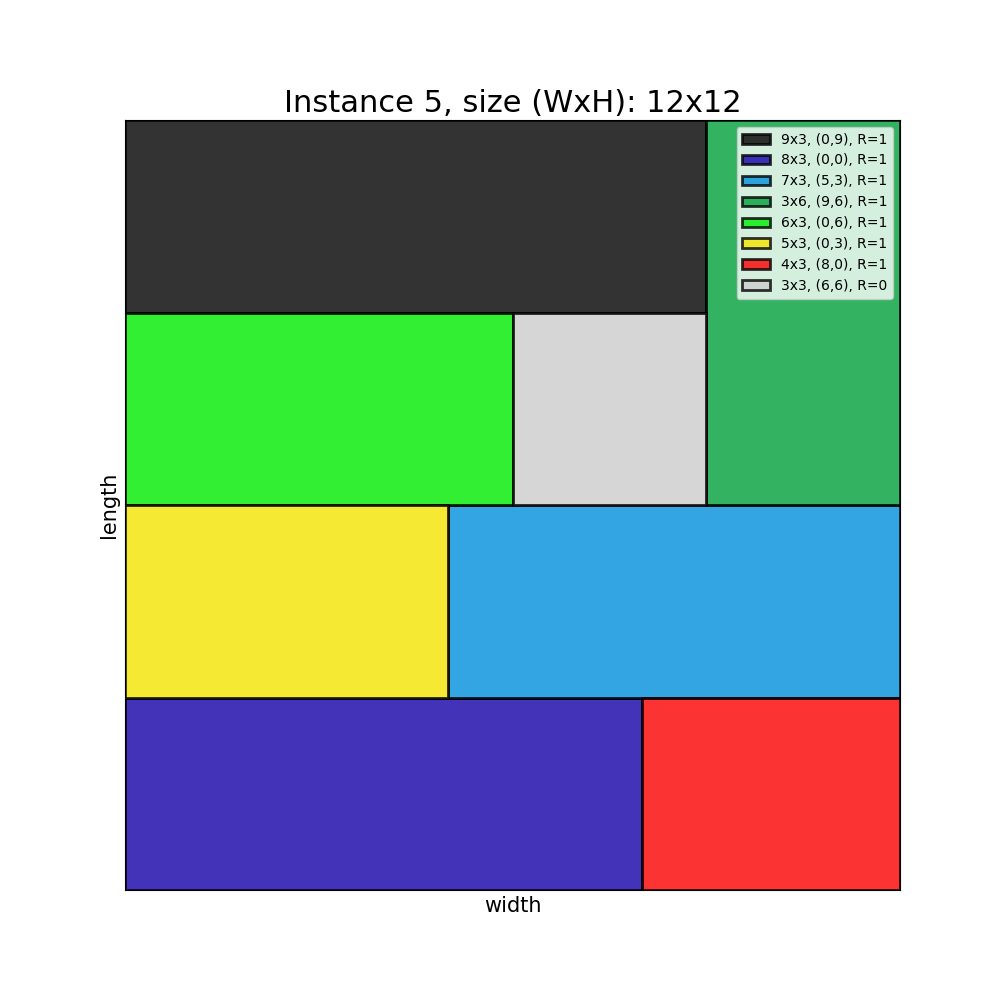 Instance 5, size (WxH): 12x12
9x3, (0,9), R=1
8x3, (0,0), R=1
7x3, (5,3), R=1
3x6, (9,6), R=1
6x3, (0,6), R=1
5x3, (0,3), R=1
4x3, (8,0), R=1
3x3, (6,6), R=0
length
width